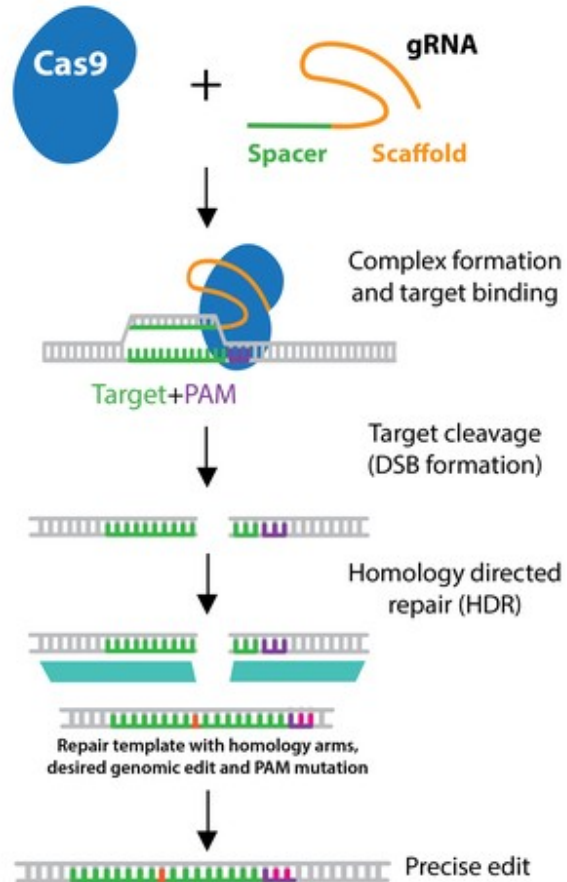 Cas9
+
gRNA
Spacer
Scaffold
Complex formation
and target binding
Target+PAM
Target cleavage
(DSB formation)
Homology directed
repair (HDR)
Repair template with homology arms,
desired genomic edit and PAM mutation
Precise edit